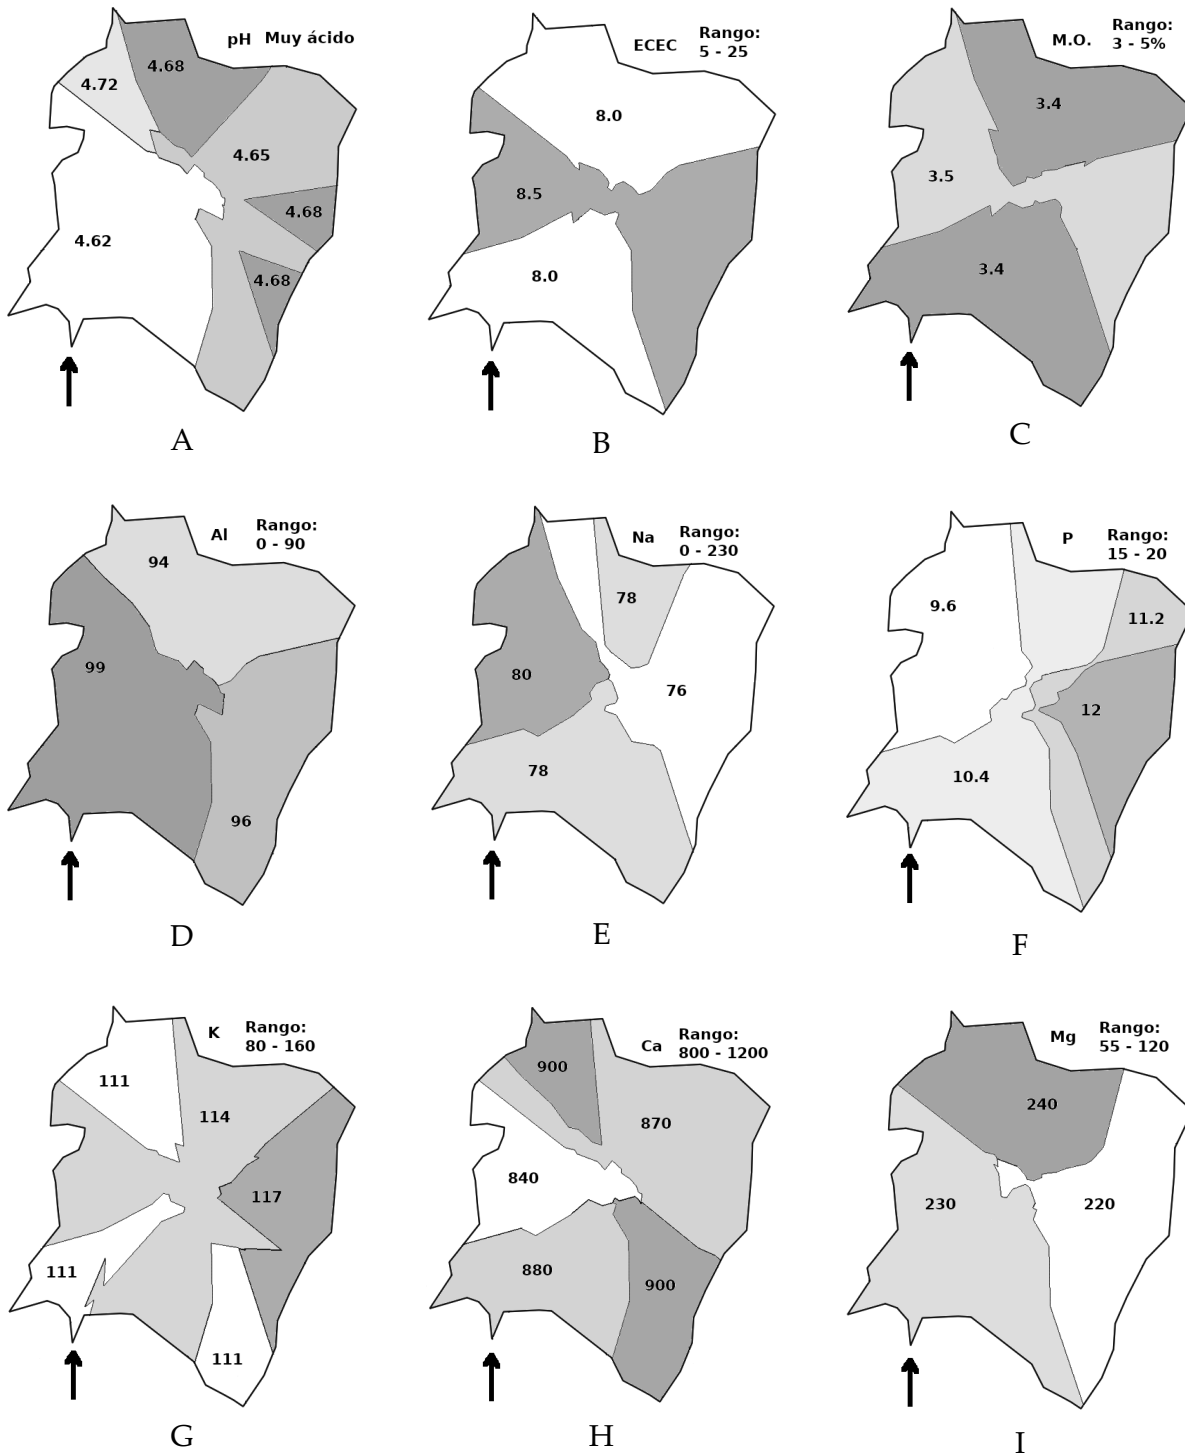 pH Muy ácido
4.68
4.72
4.65
4.68
4.62
4.68
A
ECEC
Rango:
5 - 25
8.0
8.5
8.0
B
M.O.
Rango:
3 - 5%
3.4
3.5
3.4
C
Al
Rango:
0 - 90
94
99
96
D
Na
Rango:
0 - 230
78
80
76
78
E
P
Rango:
15 - 20
9.6
11.2
12
10.4
F
K
Rango:
80 - 160
111
114
117
111
111
G
Ca
Rango:
800 - 1200
900
870
840
880
900
H
Mg
Rango:
55 - 120
240
230
220
I